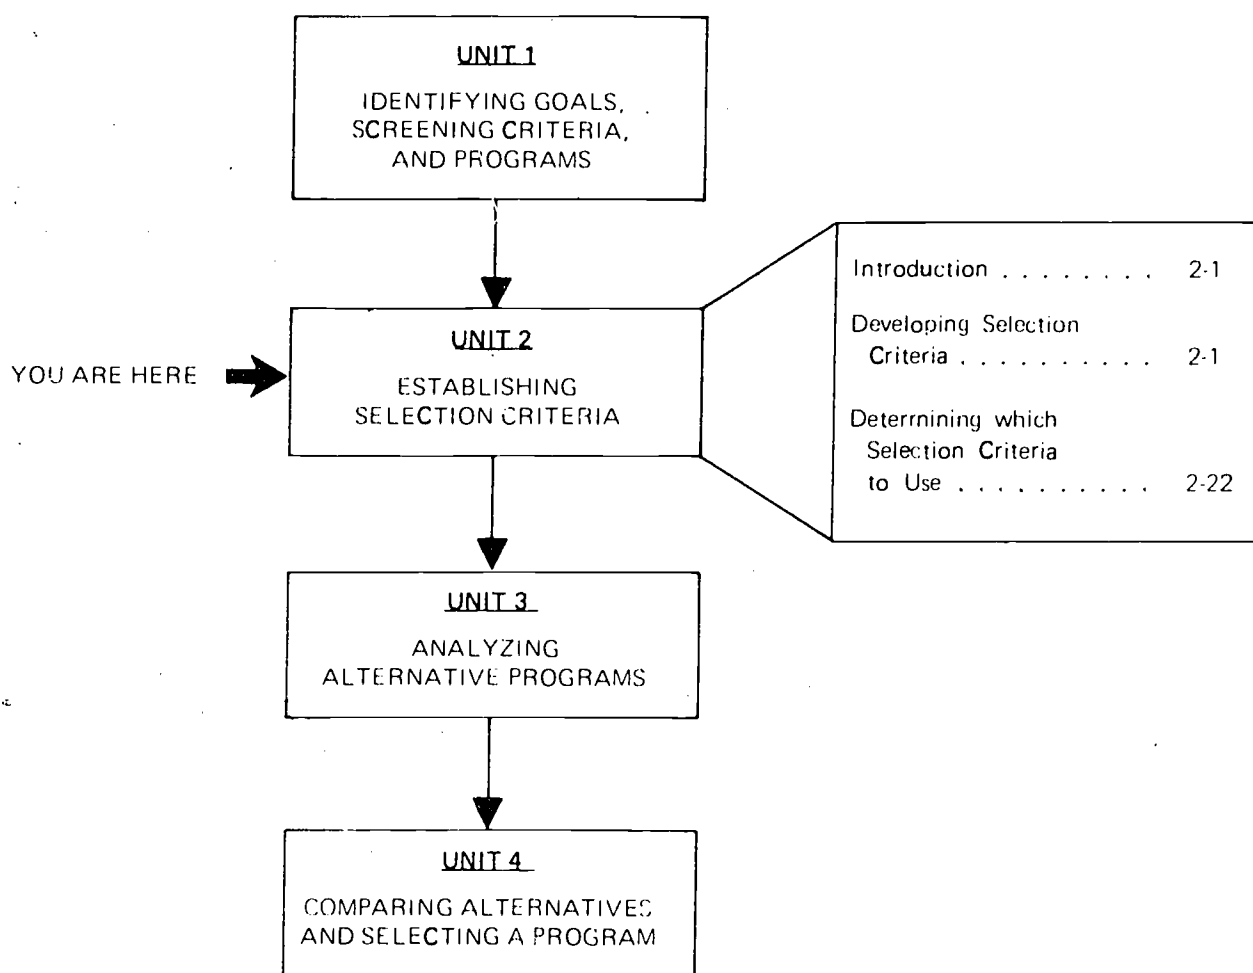 UNIT 1
IDENTIFYING GOALS,
SCREENING CRITERIA,
AND PROGRAMS
YOU ARE HERE
UNIT 2
ESTABLISHING
SELECTION CRITERIA
Introduction . . . . . . . . 2-1
Developing Selection
Criteria . . . . . . . . . . 2-1
Determining which
Selection Criteria
to Use . . . . . . . . . . 2-22
UNIT 3
ANALYZING
ALTERNATIVE PROGRAMS
UNIT 4
COMPARING ALTERNATIVES
AND SELECTING A PROGRAM